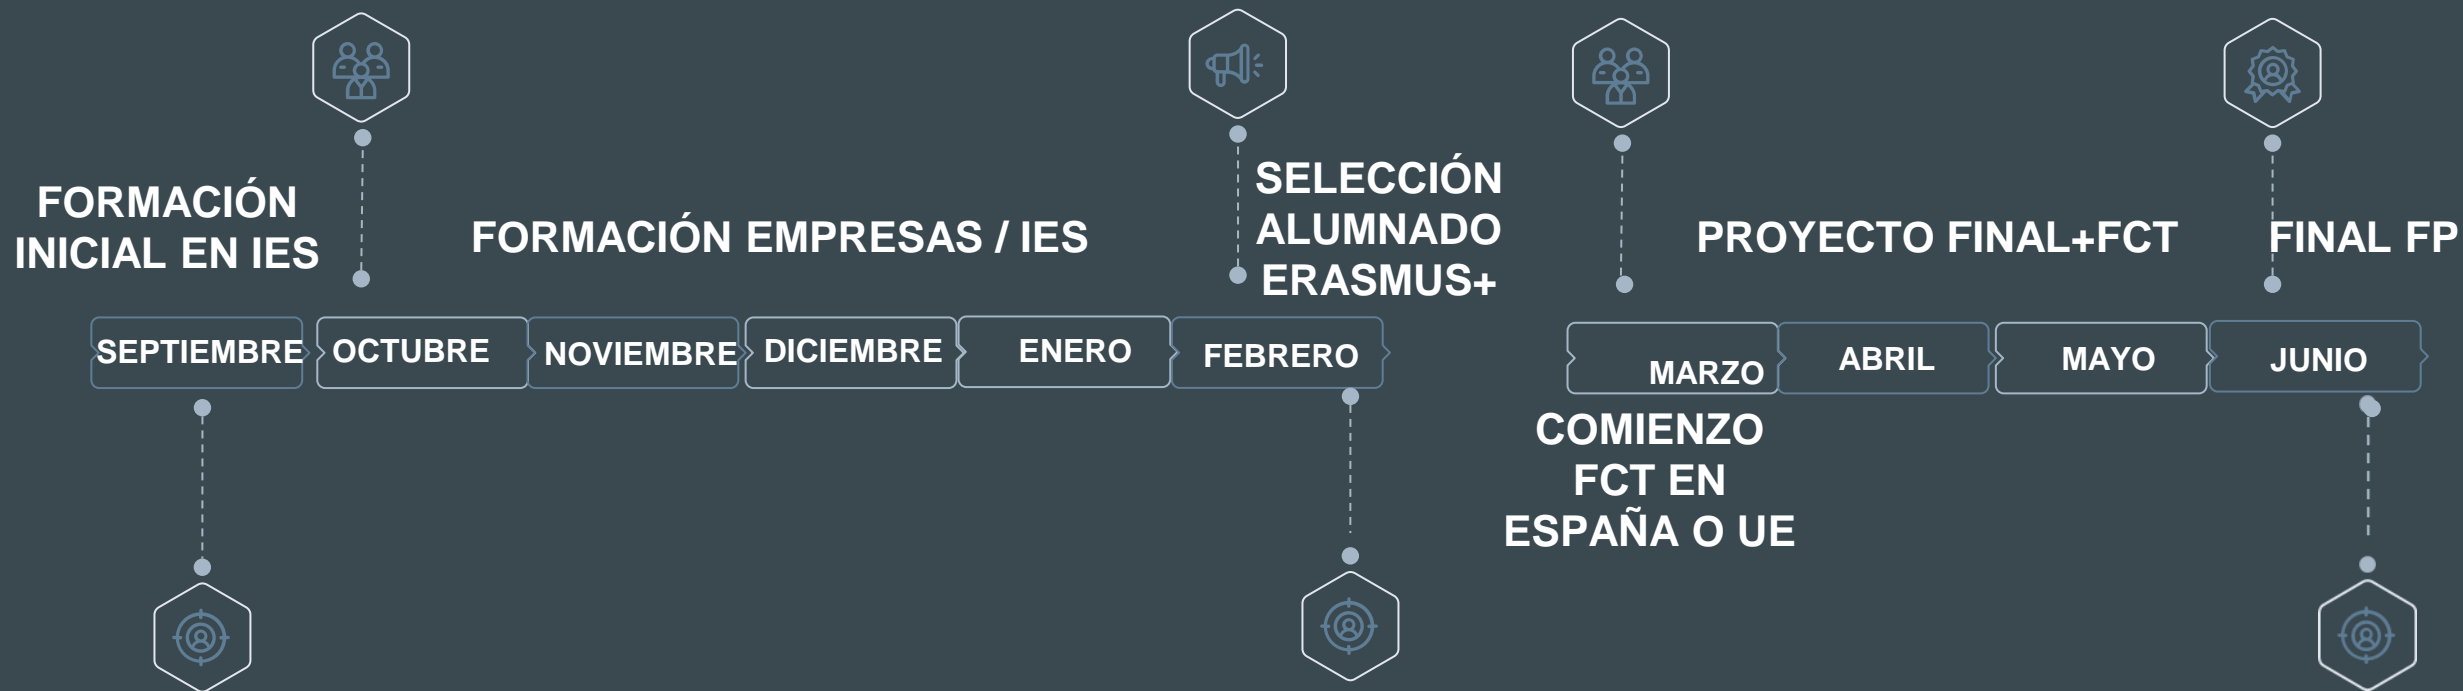 FORMACIÓN
INICIAL EN IES
FORMACIÓN EMPRESAS / IES
SELECCIÓN
ALUMNADO
ERASMUS+
PROYECTO FINAL+FCT
FINAL FP
SEPTIEMBRE
OCTUBRE
NOVIEMBRE
DICIEMBRE
ENERO
FEBRERO
MARZO
ABRIL
MAYO
JUNIO
COMIENZO
FCT EN
ESPAÑA O UE